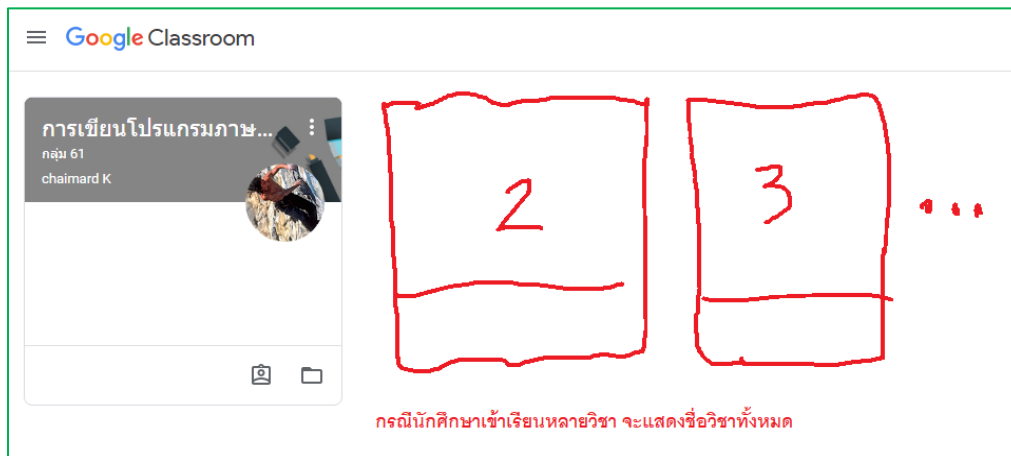 Google Classroom
การเขียนโปรแกรมภาษ...
กลุ่ม 61
chaimard K
2
3
...
กรณีนักศึกษาเข้าเรียนหลายวิชา จะแสดงชื่อวิชาทั้งหมด